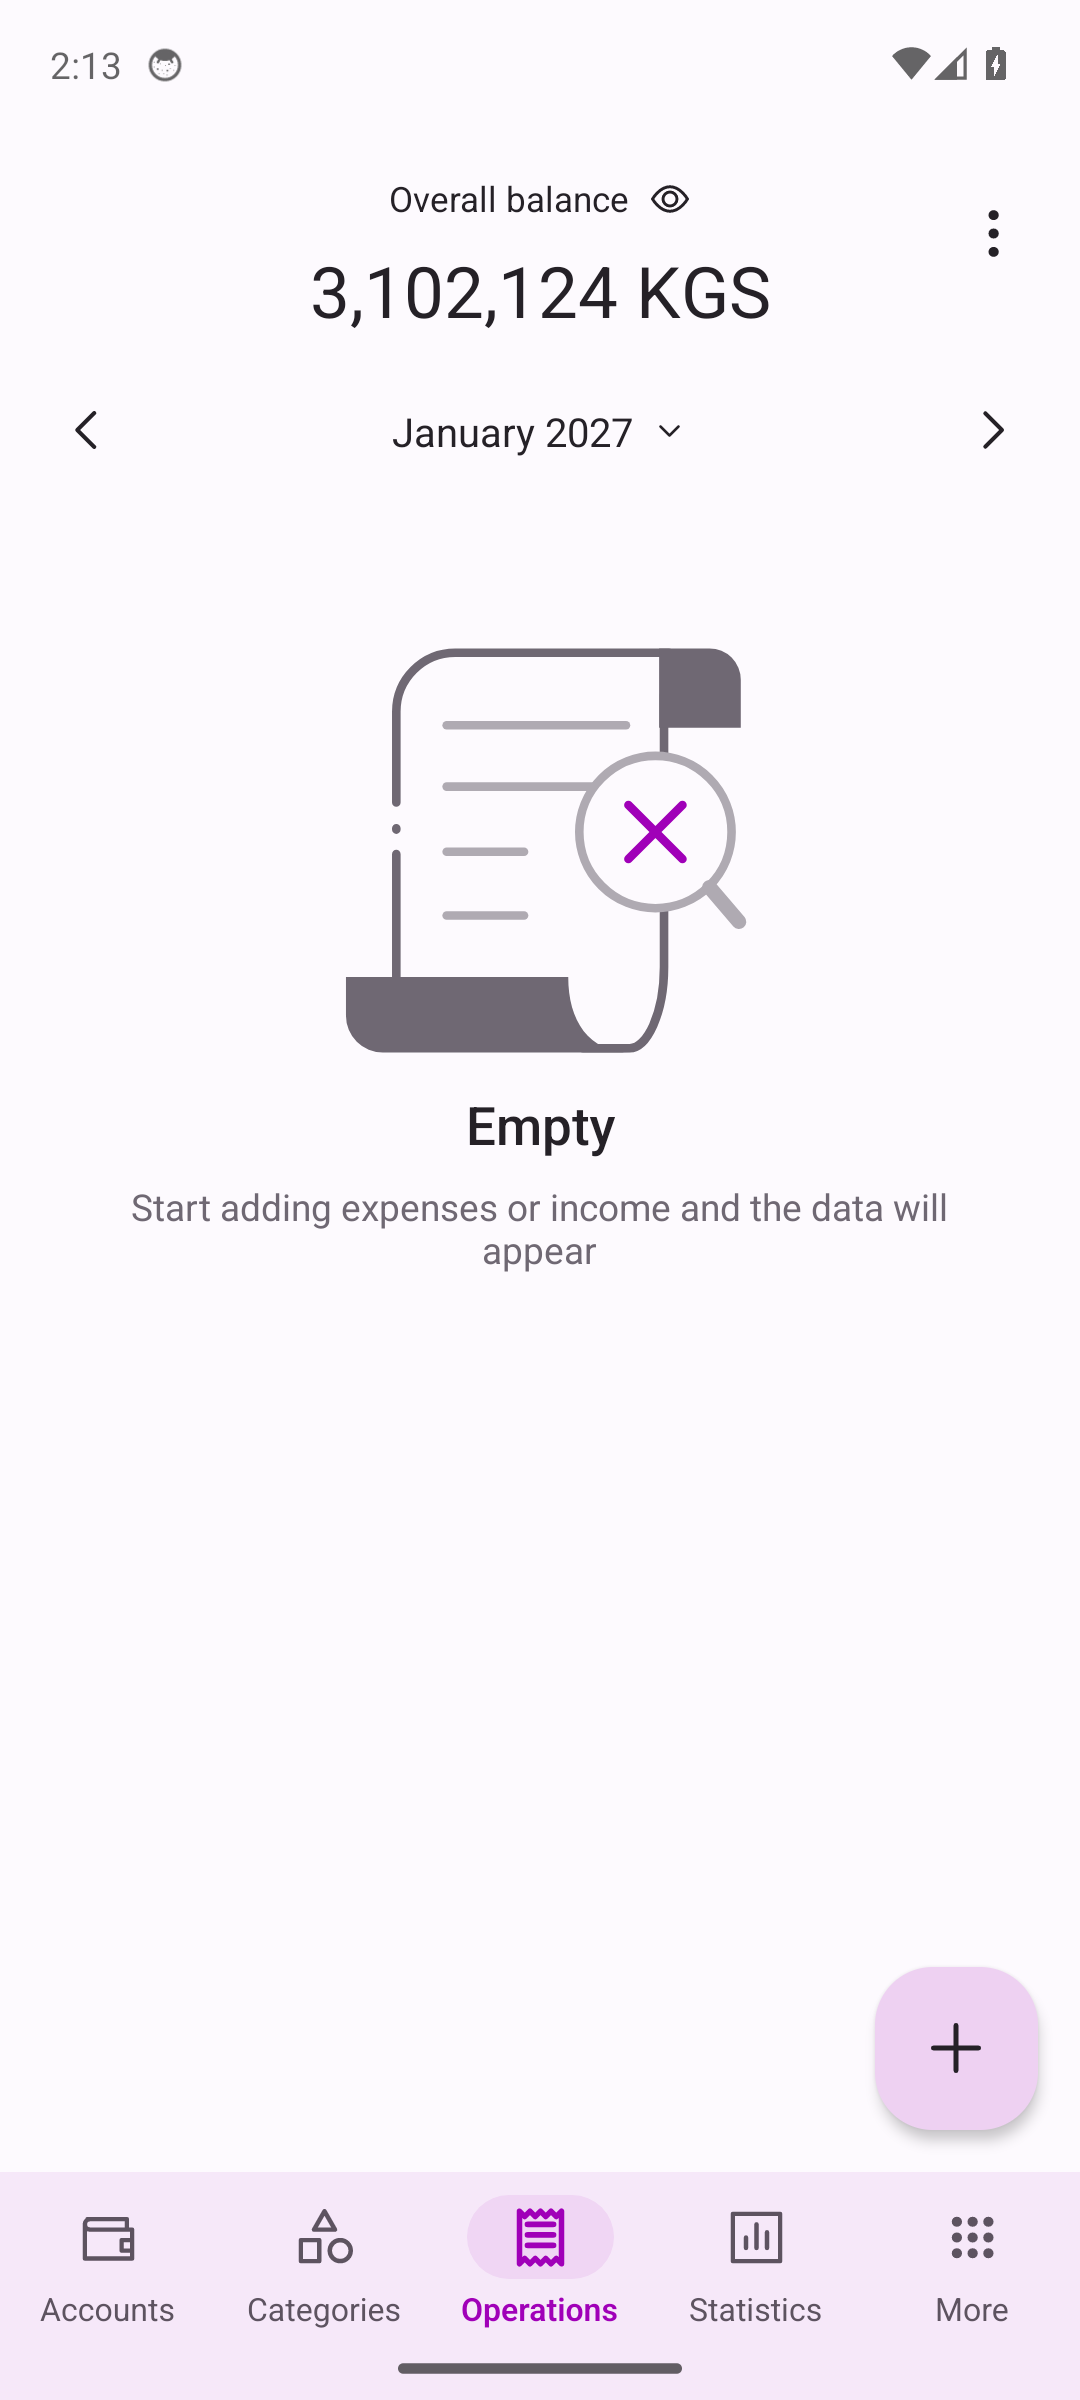 2:13
Overall balance
3,102,124 KGS
January 2027
Empty
Start adding expenses or income and the data will
appear
Accounts
Categories
Operations
Statistics
More